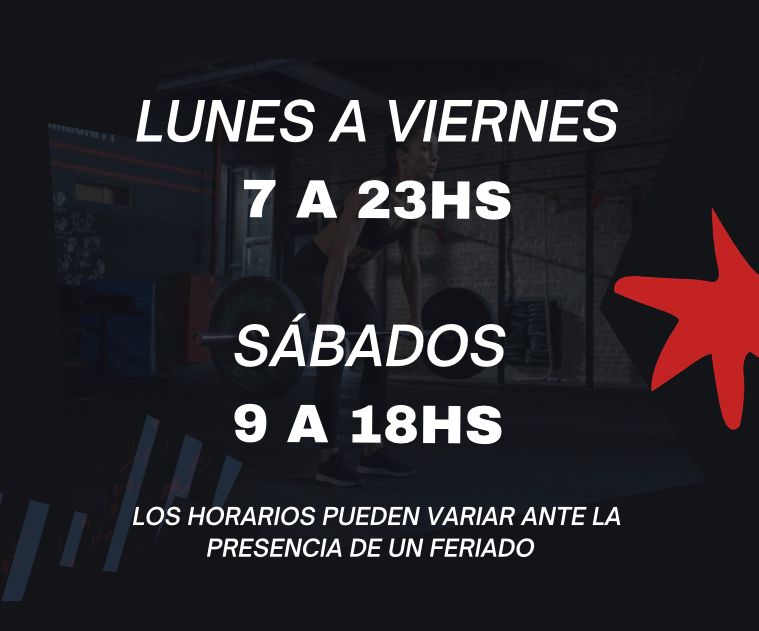 LUNES A VIERNES
7 A 23HS
SÁBADOS
9 A 18HS
LOS HORARIOS PUEDEN VARIAR ANTE LA
PRESENCIA DE UN FERIADO